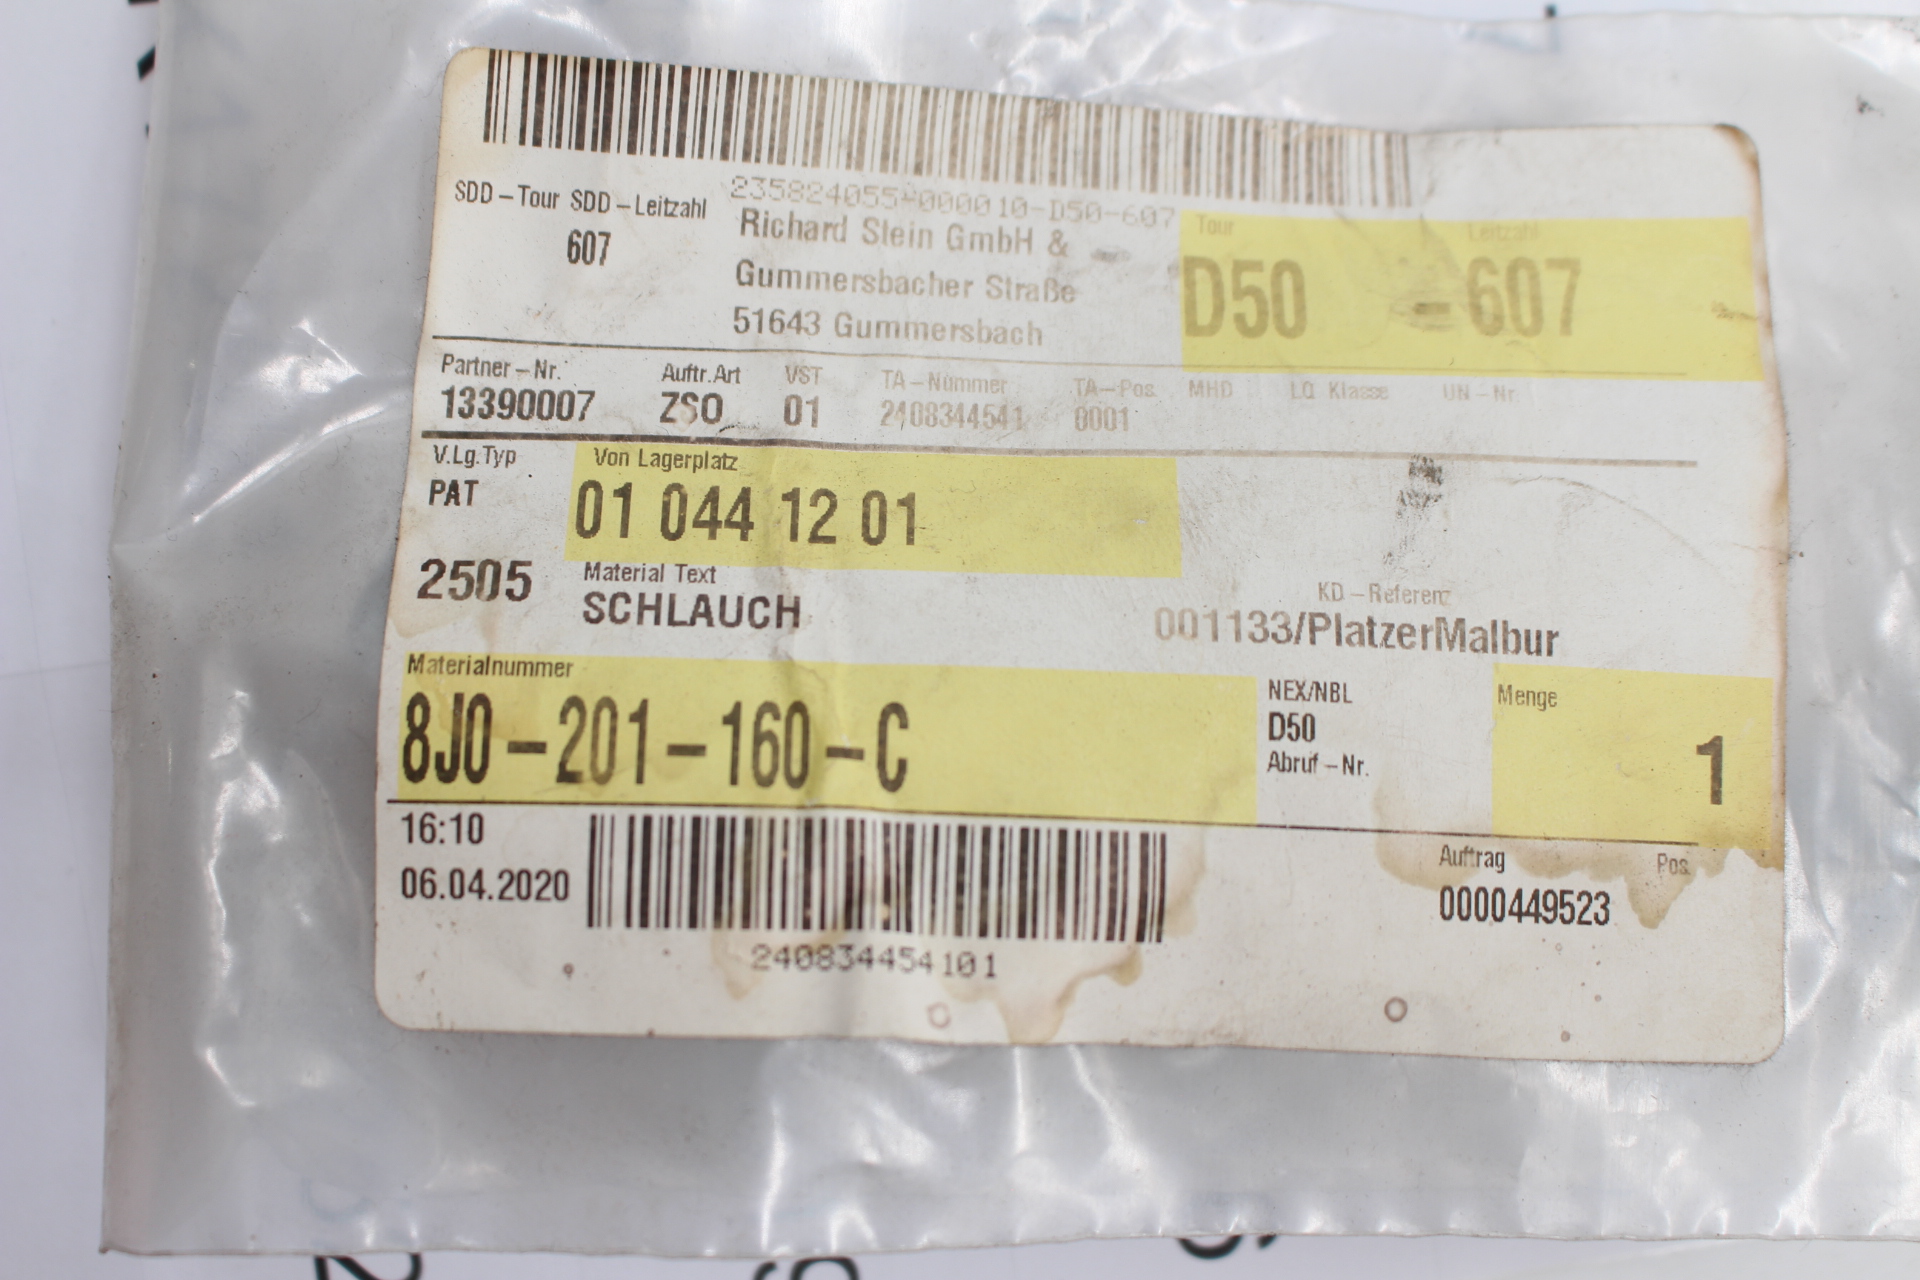 235824055-000010-D50-607
SDD-Tour SDD-Leitzahl
607
Richard Stein GmbH &
Gummersbacher Straße
51643 Gummersbach
Tour Leitzahl
D50 -607
Partner-Nr. Auftr.Art VST TA-Nummer TA-Pos. MHD LQ Klasse UN-Nr.
13390007 ZSO 01 2408344541 0001
V.Lg.Typ Von Lagerplatz
PAT 01 044 12 01
2505 Material Text
SCHLAUCH
KD-Referenz
001133/PlatzerMalbur
Materialnummer
8J0-201-160-C
NEX/NBL
D50
Abruf-Nr.
Menge
1
16:10
06.04.2020
240834454101
Auftrag Pos.
0000449523